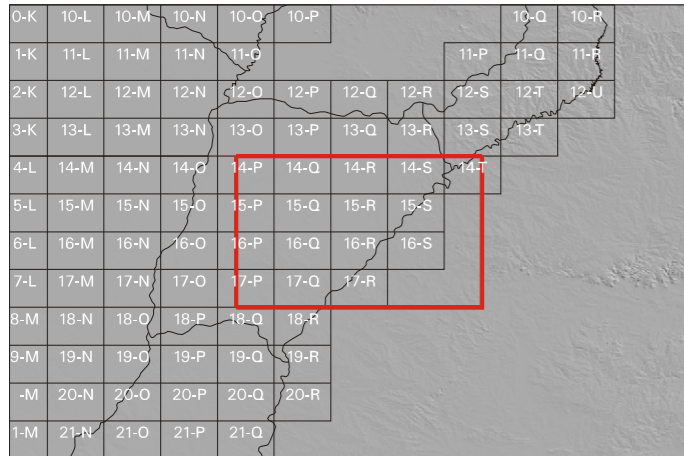 0-K 10-L 10-M 10-N 10-O 10-P 10-Q 10-R
1-K 11-L 11-M 11-N 11-O 11-P 11-Q 11-R
2-K 12-L 12-M 12-N 12-O 12-P 12-Q 12-R 12-S 12-T 12-U
3-K 13-L 13-M 13-N 13-O 13-P 13-Q 13-R 13-S 13-T
4-L 14-M 14-N 14-O 14-P 14-Q 14-R 14-S 14-T
5-L 15-M 15-N 15-O 15-P 15-Q 15-R 15-S
6-L 16-M 16-N 16-O 16-P 16-Q 16-R 16-S
7-L 17-M 17-N 17-O 17-P 17-Q 17-R
8-M 18-N 18-O 18-P 18-Q 18-R
9-M 19-N 19-O 19-P 19-Q 19-R
-M 20-N 20-O 20-P 20-Q 20-R
1-M 21-N 21-O 21-P 21-Q